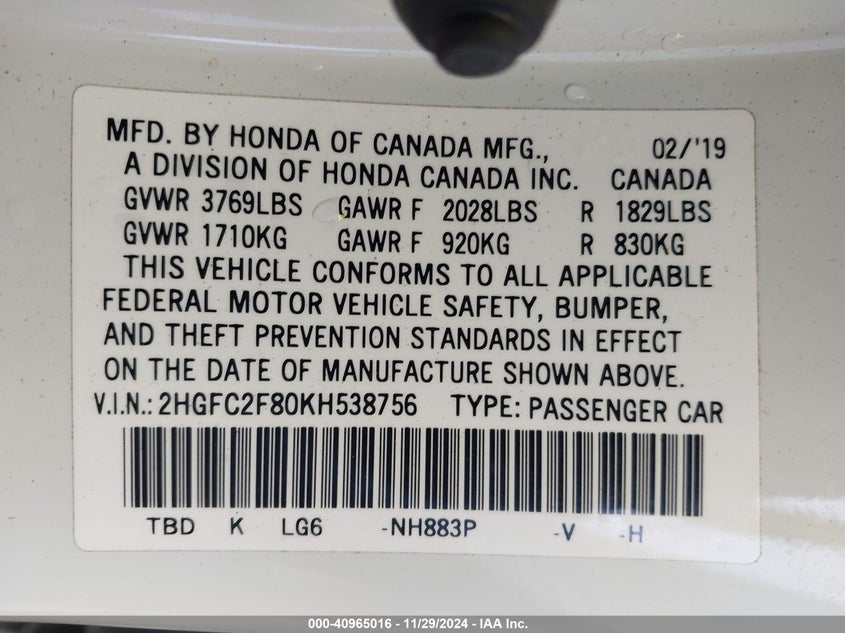 MFD. BY HONDA OF CANADA MFG., 02/'19
A DIVISION OF HONDA CANADA INC. CANADA
GVWR 3769LBS GAWR F 2028LBS R 1829LBS
GVWR 1710KG GAWR F 920KG R 830KG
THIS VEHICLE CONFORMS TO ALL APPLICABLE
FEDERAL MOTOR VEHICLE SAFETY, BUMPER,
AND THEFT PREVENTION STANDARDS IN EFFECT
ON THE DATE OF MANUFACTURE SHOWN ABOVE.
V.I.N.: 2HGFC2F80KH538756 TYPE: PASSENGER CAR
TBD K LG6 -NH883P -V -H
000-40965016 - 11/29/2024 - IAA Inc.